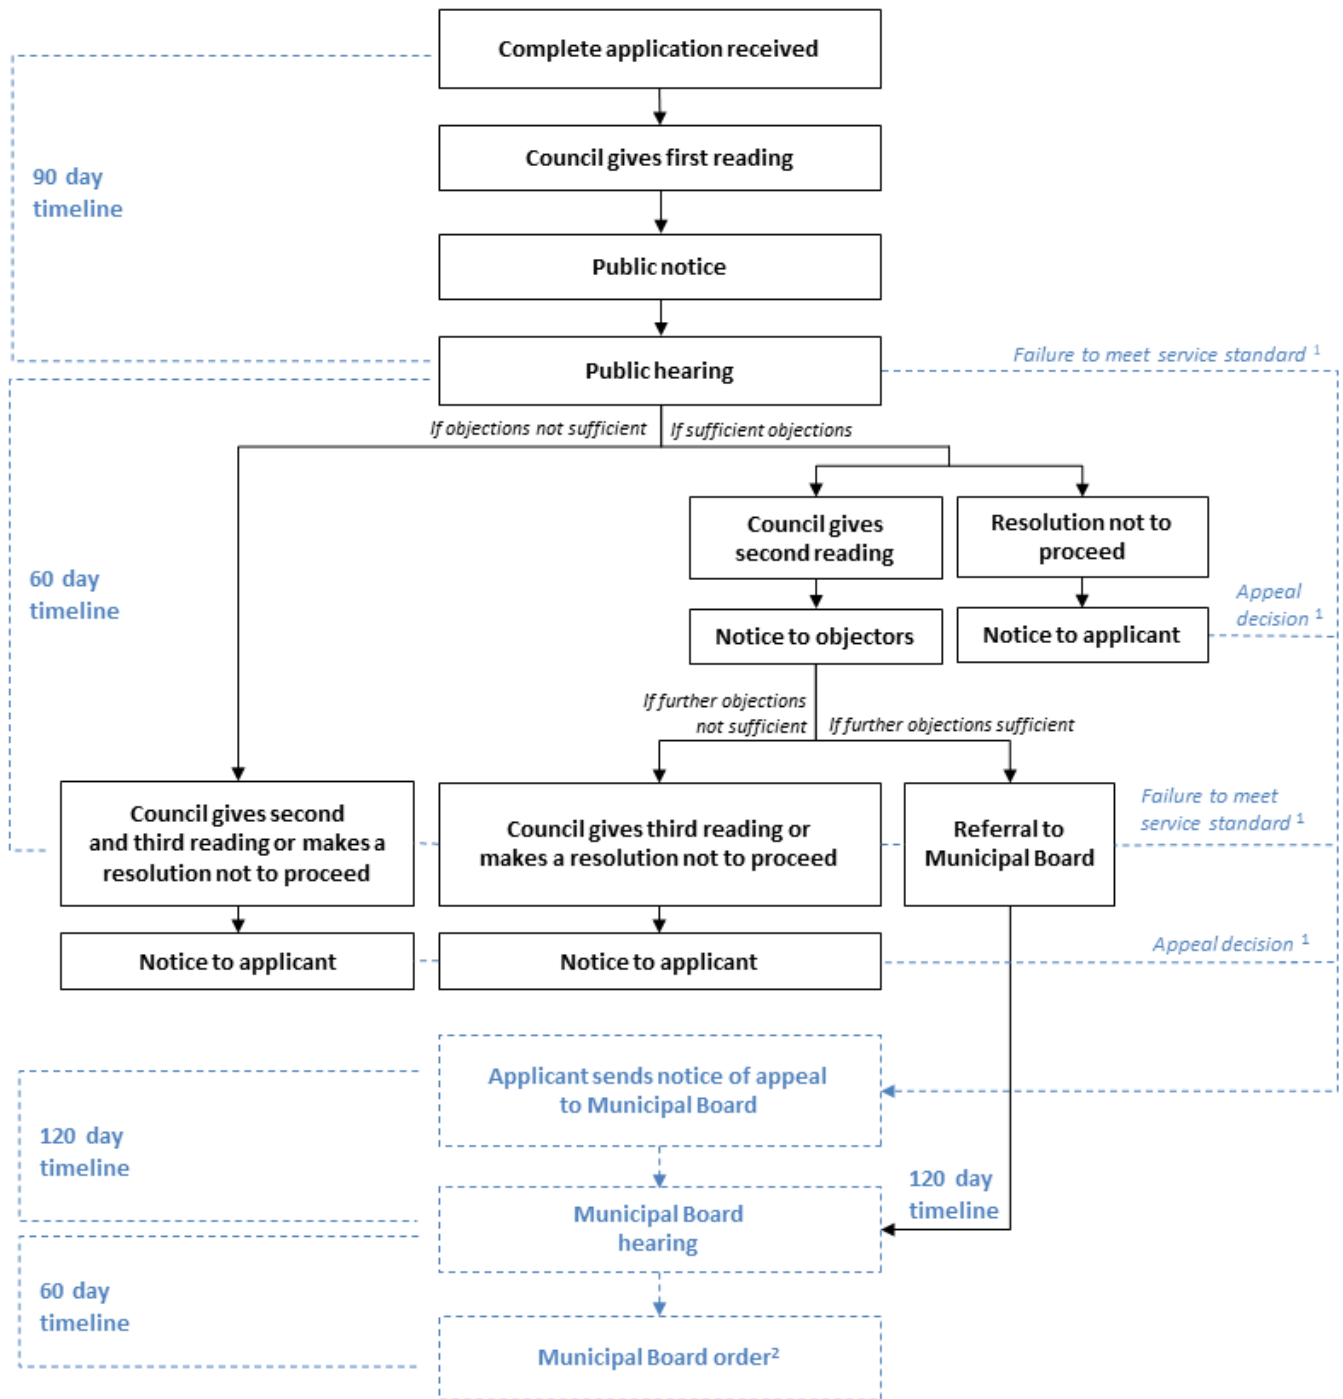 Complete application received
Council gives first reading
90 day
timeline
Public notice
Public hearing
Failure to meet service standard 1
If objections not sufficient
If sufficient objections
Council gives
second reading
Resolution not to
proceed
60 day
timeline
Appeal
decision 1
Notice to objectors
Notice to applicant
If further objections
not sufficient
If further objections sufficient
Council gives second
and third reading or makes a
resolution not to proceed
Council gives third reading or
makes a resolution not to proceed
Referral to
Municipal Board
Failure to meet
service standard 1
Notice to applicant
Notice to applicant
Appeal decision 1
Applicant sends notice of appeal
to Municipal Board
120 day
timeline
120 day
timeline
Municipal Board
hearing
60 day
timeline
Municipal Board order2